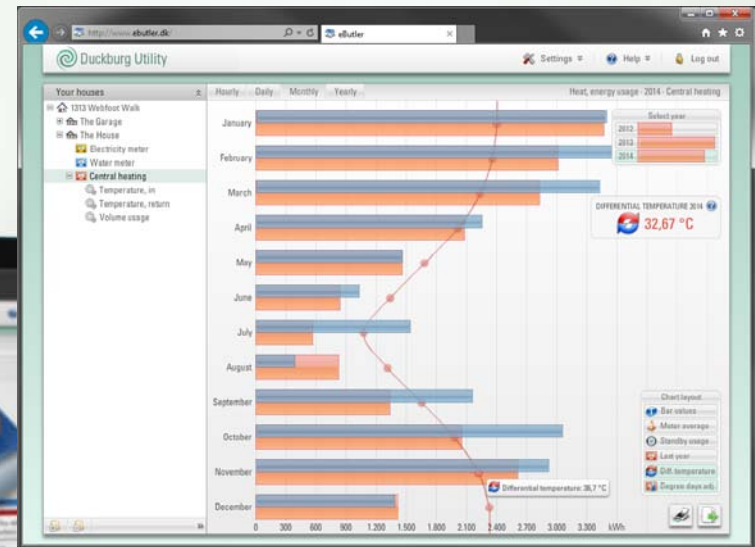 http://www.ebutler.dk/
eButler
Duckburg Utility
Settings
Help
Log out
Your houses
Hourly
Daily
Monthly
Yearly
Heat, energy usage - 2014 - Central heating
1313 Webfoot Walk
The Garage
The House
Electricity meter
Water meter
Central heating
Temperature, in
Temperature, return
Volume usage
January
February
March
April
May
June
July
August
September
October
November
December
Select year
2012
2013
2014
DIFFERENTIAL TEMPERATURE 2014
32,67 °C
Chart layout
Bar values
Meter average
Standby usage
Last year
Diff. temperature
Degree days adj.
Differential temperature: 36,7 °C
0 300 600 900 1.200 1.500 1.800 2.100 2.400 2.700 3.000 3.300 kWh